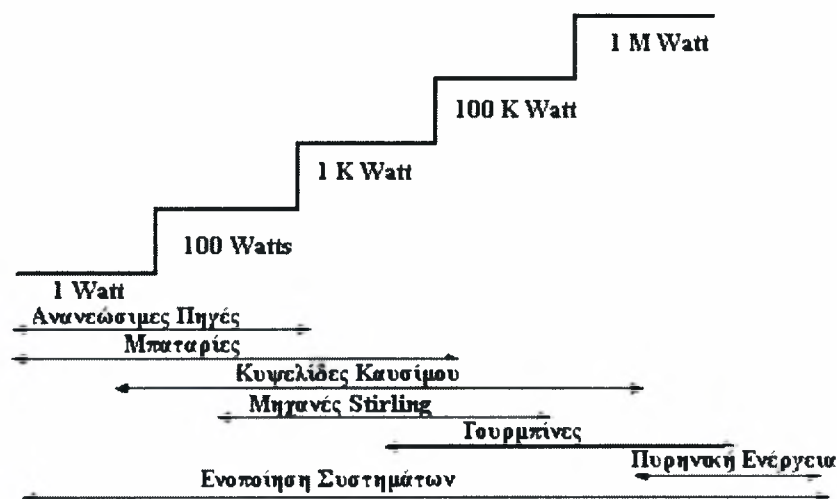 1 M Watt
100 K Watt
1 K Watt
100 Watts
1 Watt
Ανανεώσιμες Πηγές
Μπαταρίες
Κυψελίδες Καυσίμου
Μηχανές Stirling
Τουρμπίνες
Πυρηνική Ενέργεια
Ενοποίηση Συστημάτων